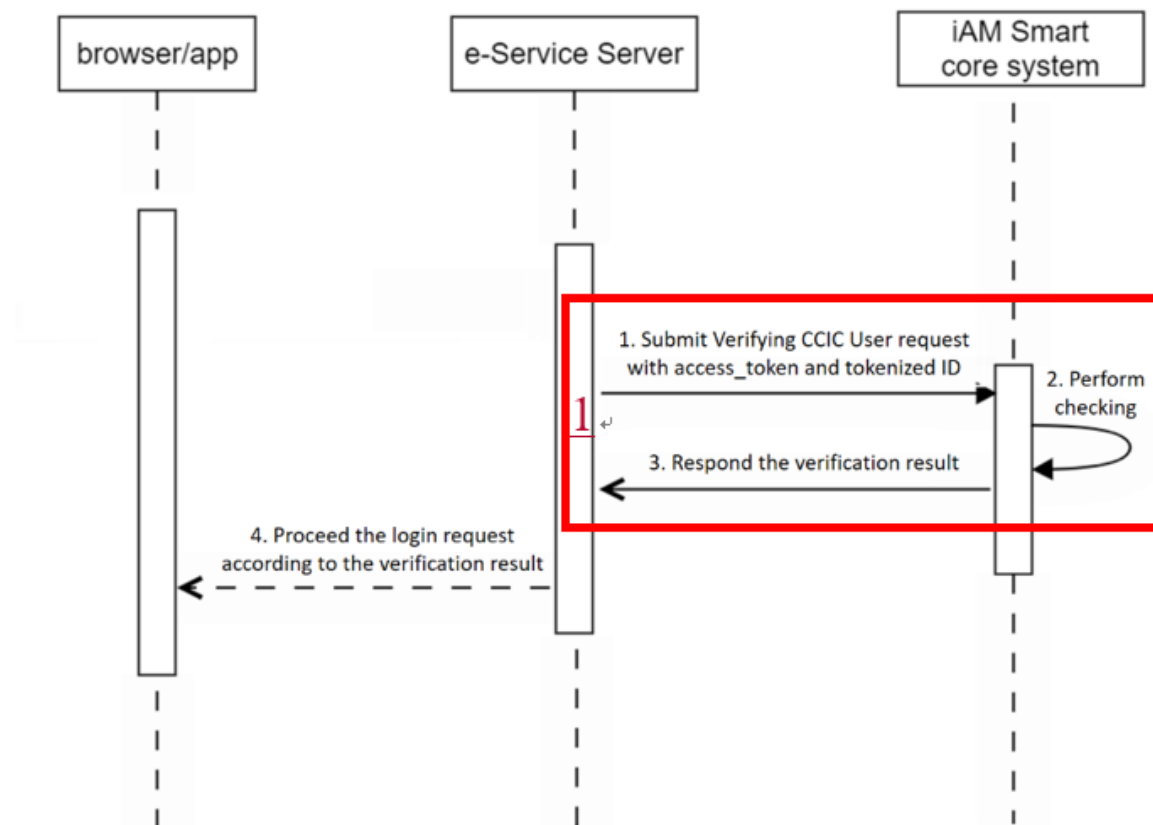 browser/app
e-Service Server
iAM Smart
core system
1. Submit Verifying CCIC User request
with access_token and tokenized ID
2. Perform
checking
1
3. Respond the verification result
4. Proceed the login request
according to the verification result